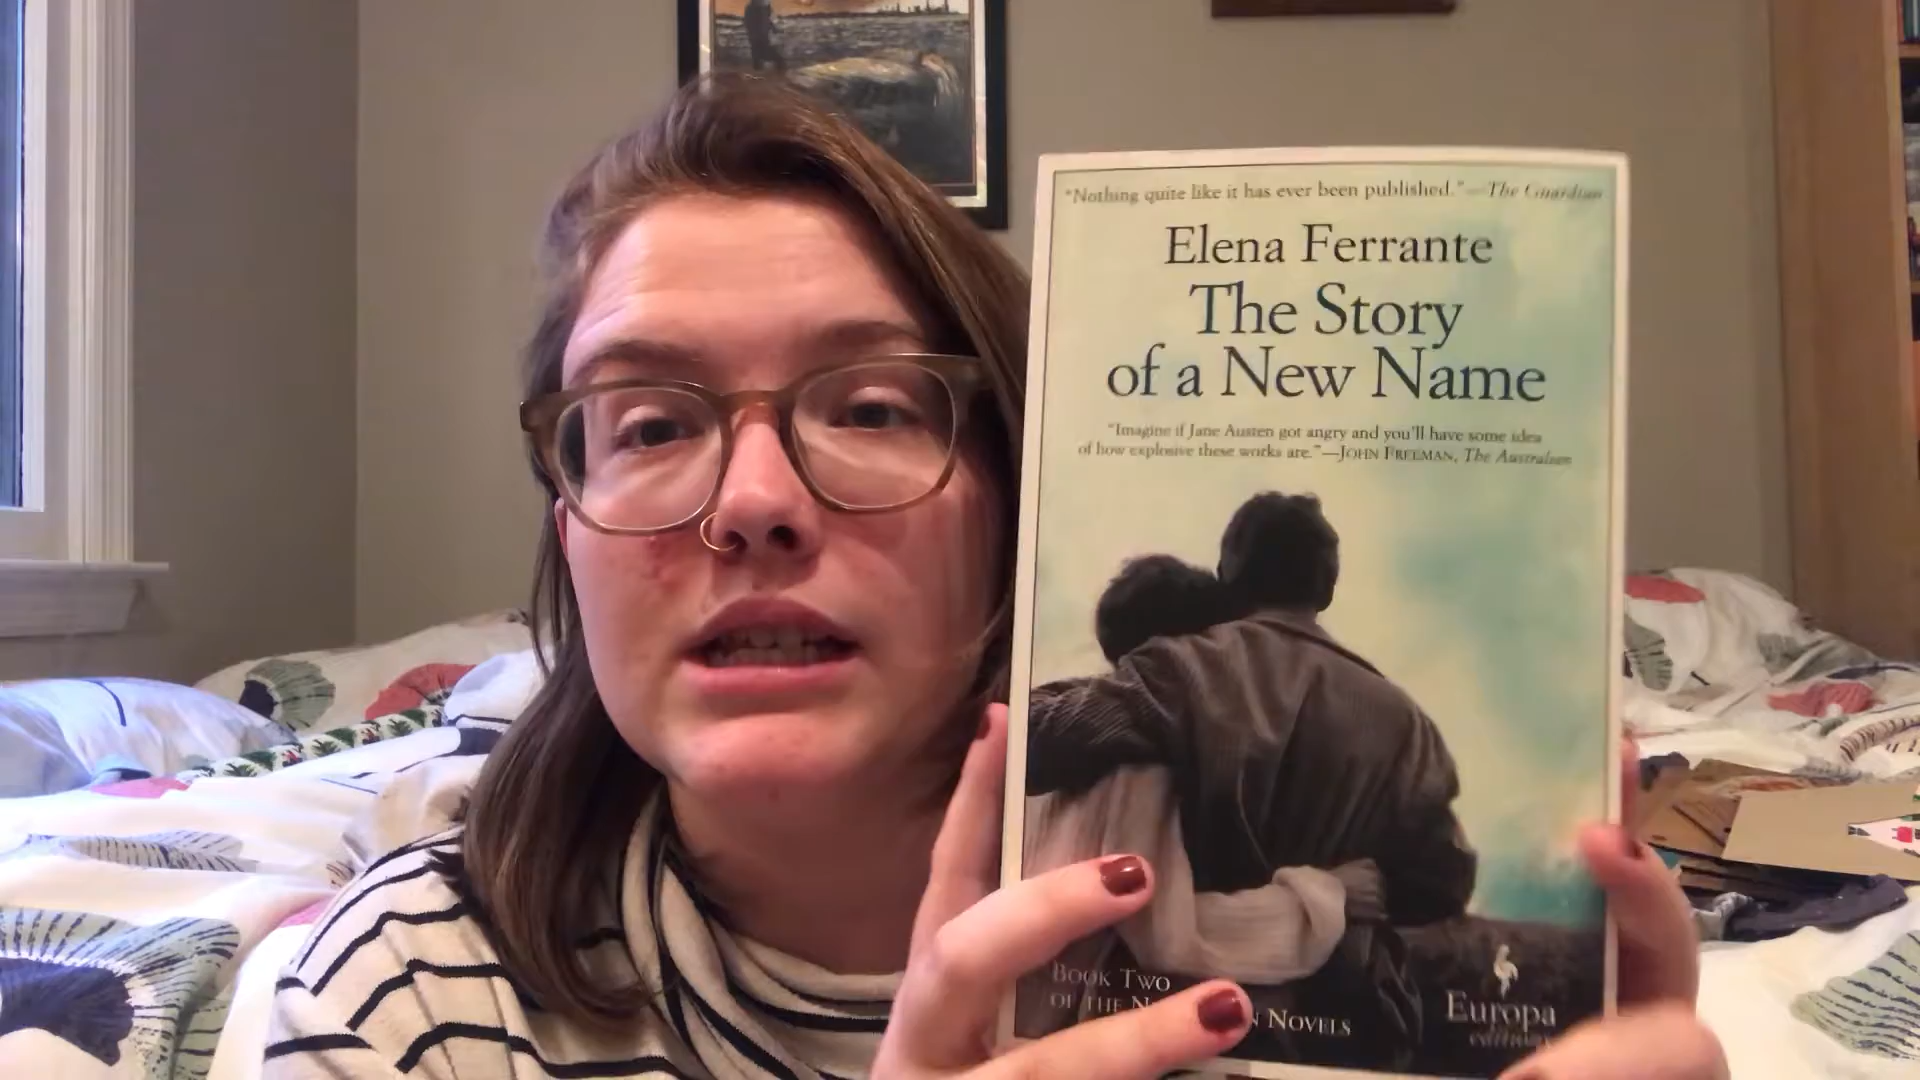 "Nothing quite like it has ever been published."—The Guardian
Elena Ferrante
The Story
of a New Name
"Imagine if Jane Austen got angry and you'll have some idea
of how explosive these works are."—JOHN FREEMAN, The Australian
BOOK TWO
OF THE NOVELS
Europa
editions